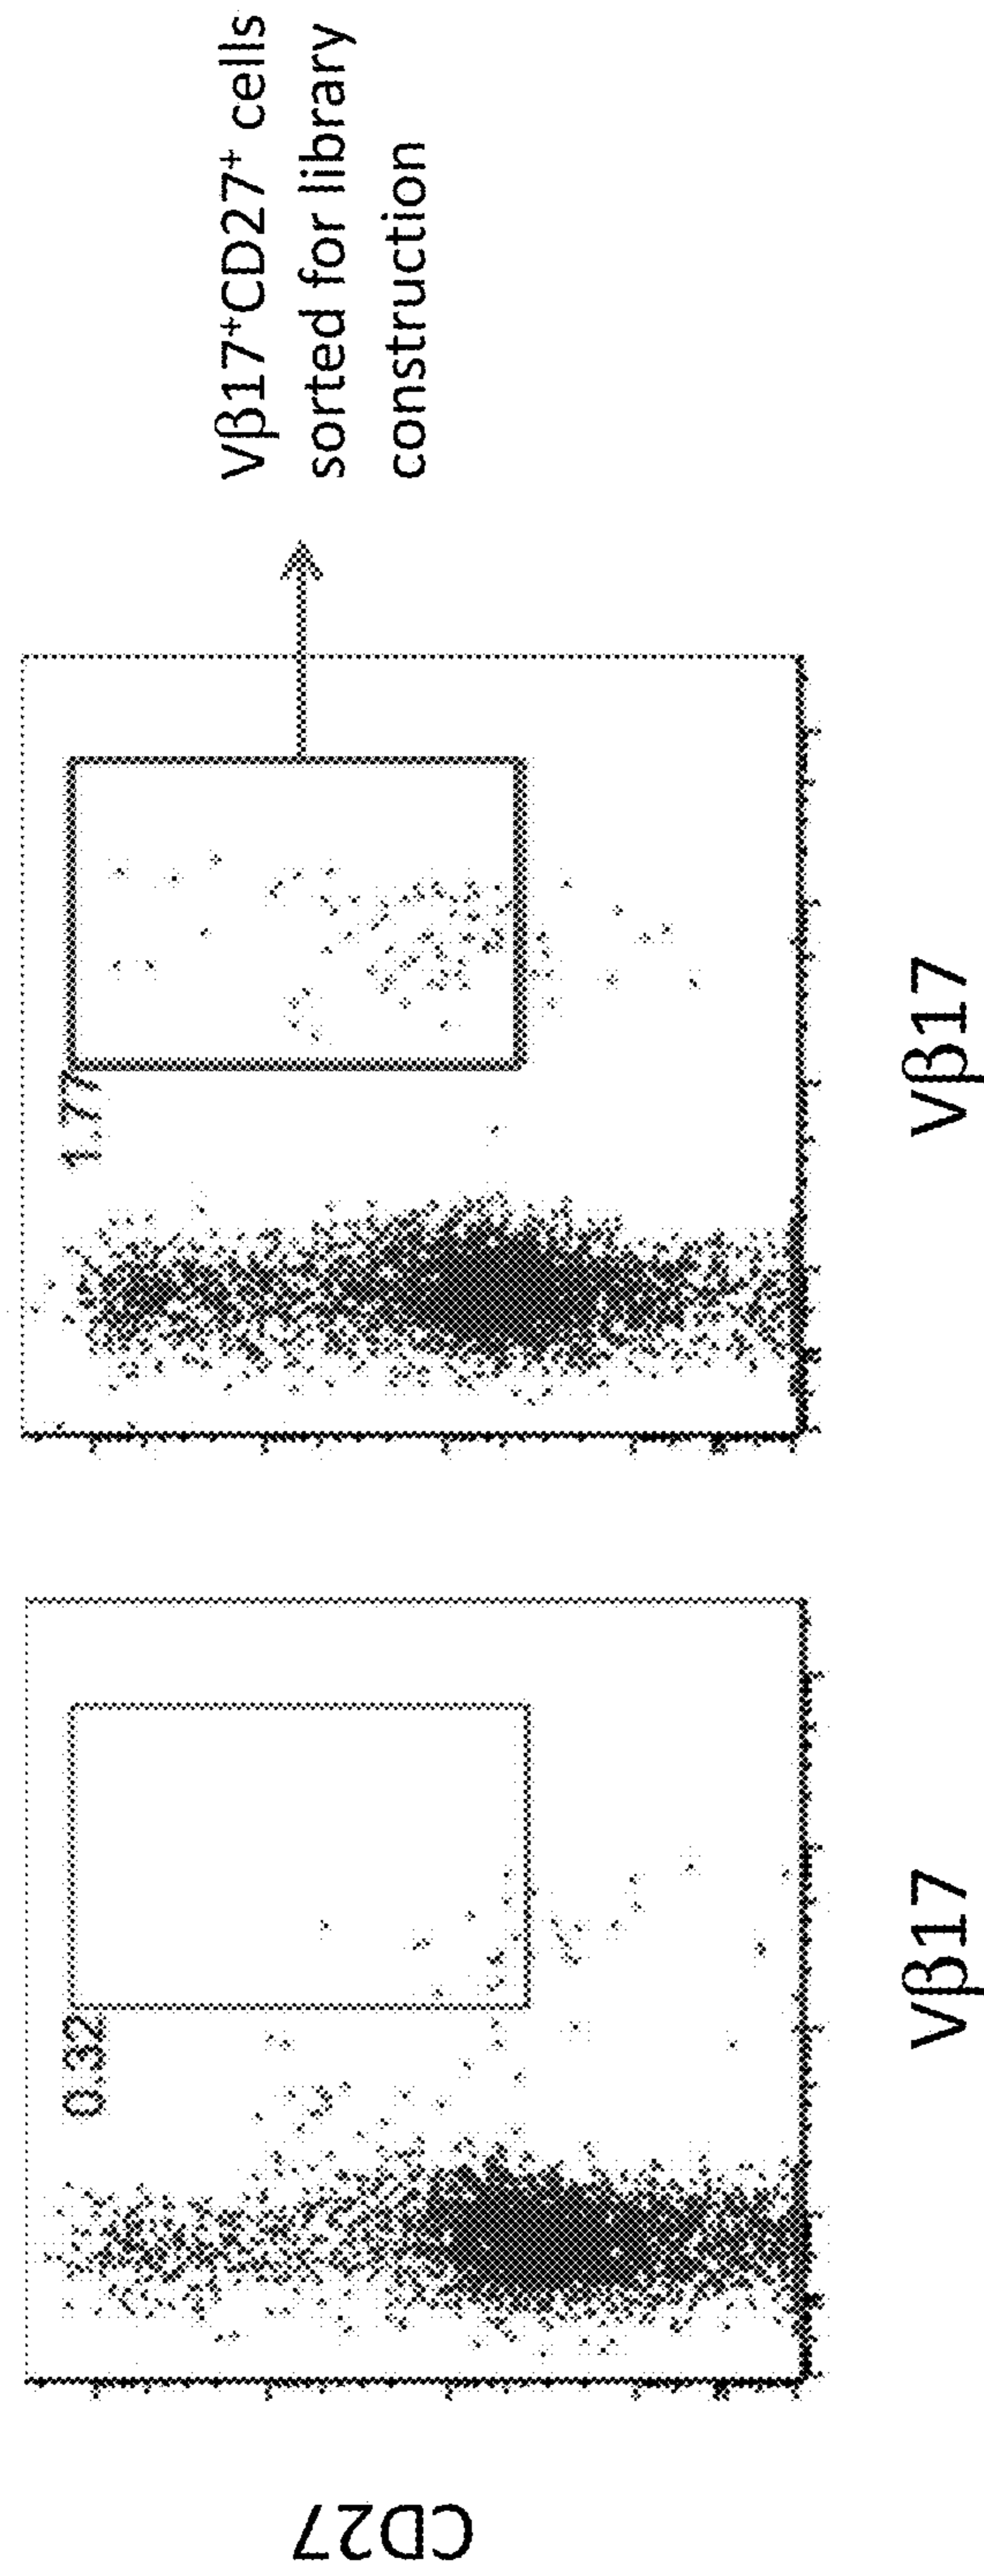 CD27
0.32
Vβ17
1.77
Vβ17
Vβ17⁺CD27⁺ cells
sorted for library
construction